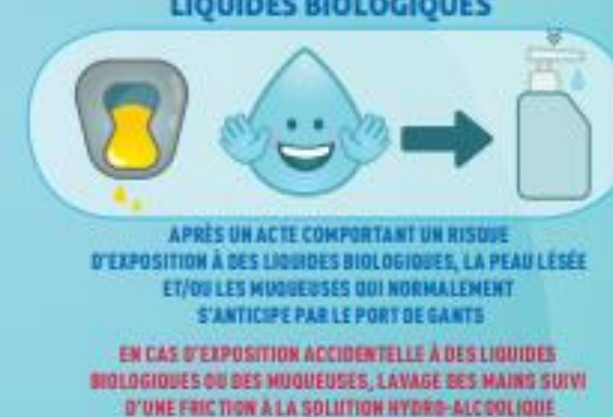 LIQUIDES BIOLOGIQUES
APRÈS UN ACTE COMPORTANT UN RISQUE
D'EXPOSITION À DES LIQUIDES BIOLOGIQUES, LA PEAU LÉSÉE
ET/OU LES MUQUEUSES QUI NORMALEMENT
S'ANTICIPE PAR LE PORT DE GANTS
EN CAS D'EXPOSITION ACCIDENTELLE À DES LIQUIDES
BIOLOGIQUES OU DES MUQUEUSES, LAVAGE DES MAINS SUIVI
D'UNE FRICTION À LA SOLUTION HYDRO-ALCOOLIQUE